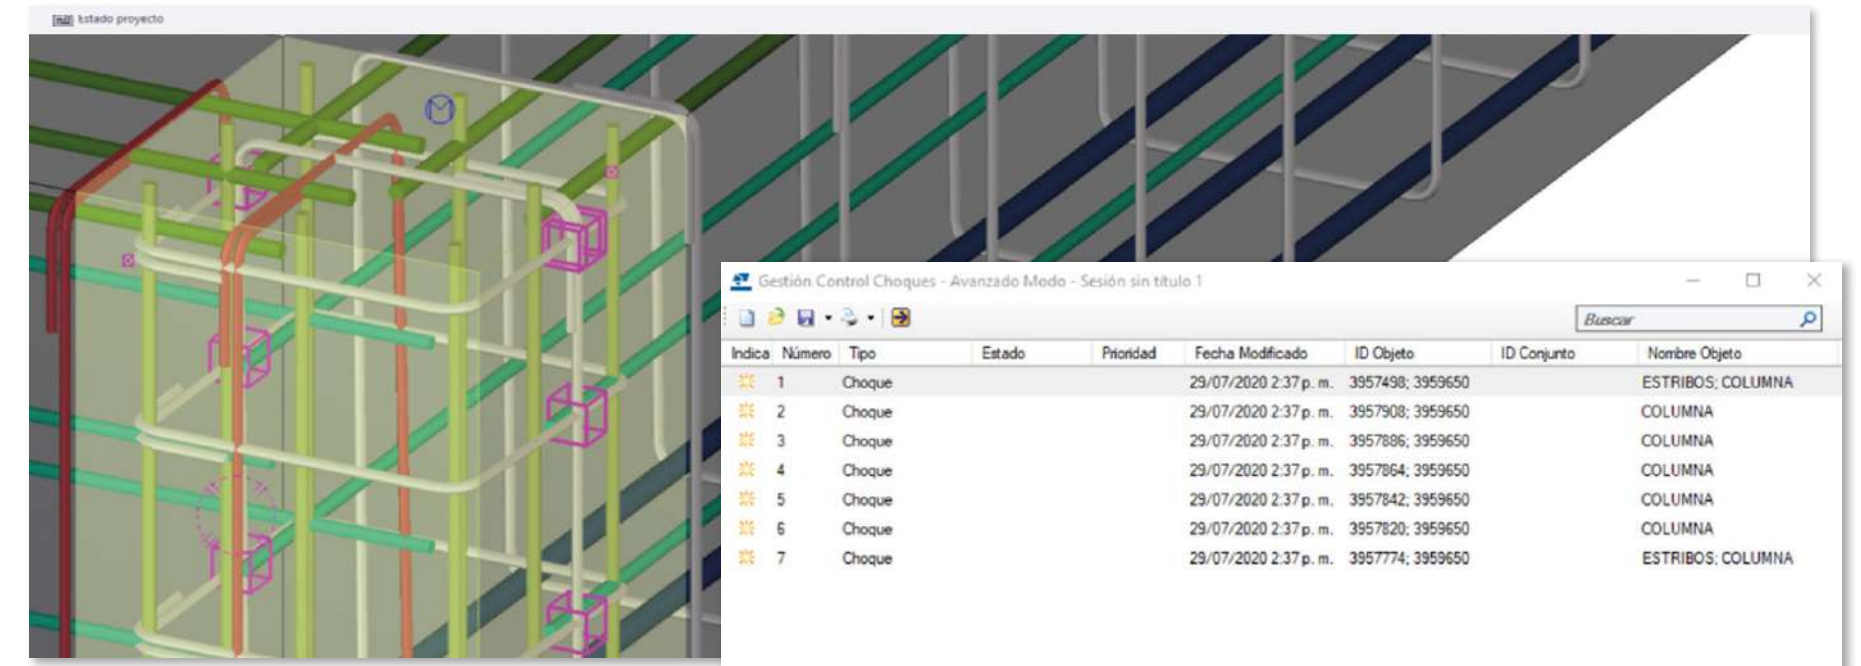 Estado proyecto
Gestión Control Choques - Avanzado Modo - Sesión sin título 1
Buscar
Indica Número Tipo Estado Prioridad Fecha Modificado ID Objeto ID Conjunto Nombre Objeto
1 Choque 29/07/2020 2:37 p. m. 3957498; 3959650 ESTRIBOS; COLUMNA
2 Choque 29/07/2020 2:37 p. m. 3957908; 3959650 COLUMNA
3 Choque 29/07/2020 2:37 p. m. 3957886; 3959650 COLUMNA
4 Choque 29/07/2020 2:37 p. m. 3957864; 3959650 COLUMNA
5 Choque 29/07/2020 2:37 p. m. 3957842; 3959650 COLUMNA
6 Choque 29/07/2020 2:37 p. m. 3957820; 3959650 COLUMNA
7 Choque 29/07/2020 2:37 p. m. 3957774; 3959650 ESTRIBOS; COLUMNA